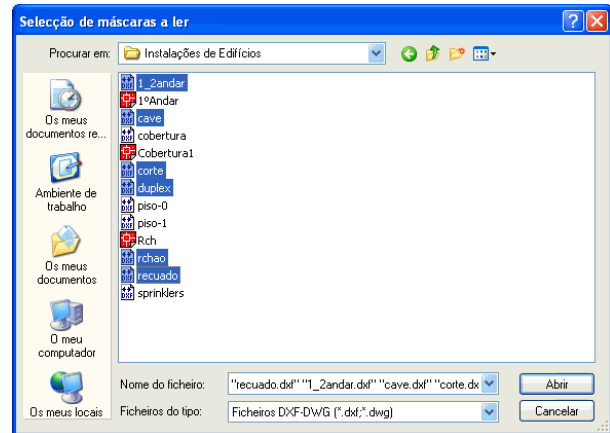 Selecção de máscaras a ler
Procurar em: Instalações de Edifícios
1_2andar
1ºAndar
cave
cobertura
Cobertura1
corte
duplex
piso-0
piso-1
Rch
rchao
recuado
sprinklers
Os meus
documentos re...
Ambiente de
trabalho
Os meus
documentos
O meu
computador
Os meus locais
Nome do ficheiro: "recuado.dxf" "1_2andar.dxf" "cave.dxf" "corte.dx
Abrir
Ficheiros do tipo: Ficheiros DXF-DWG (*.dxf;*.dwg)
Cancelar